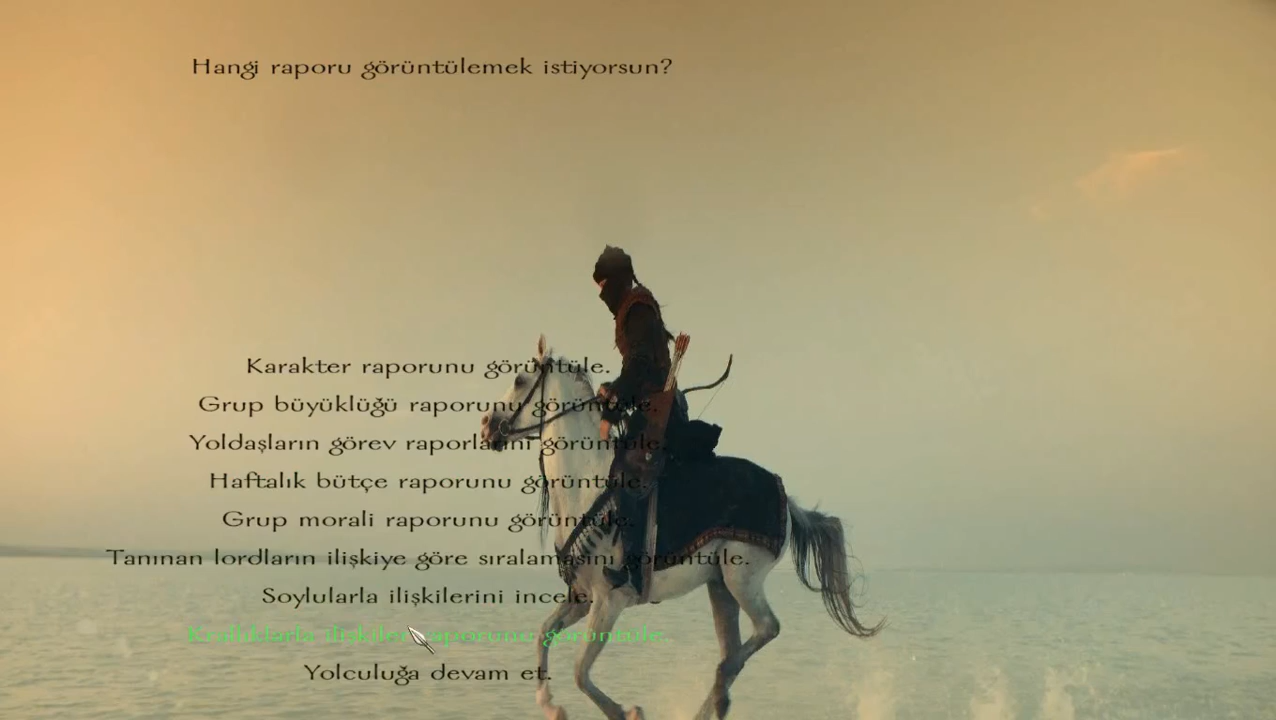 Hangi raporu görüntülemek istiyorsun?
Karakter raporunu görüntüle.
Grup büyüklüğü raporunu görüntüle.
Yoldaşların görev raporlarını görüntüle.
Haftalık bütçe raporunu görüntüle.
Grup morali raporunu görüntüle.
Tanınan lordların ilişkiye göre sıralamasını görüntüle.
Soylularla ilişkilerini incele.
Krallıklarla ilişkiler raporunu görüntüle.
Yolculuğa devam et.